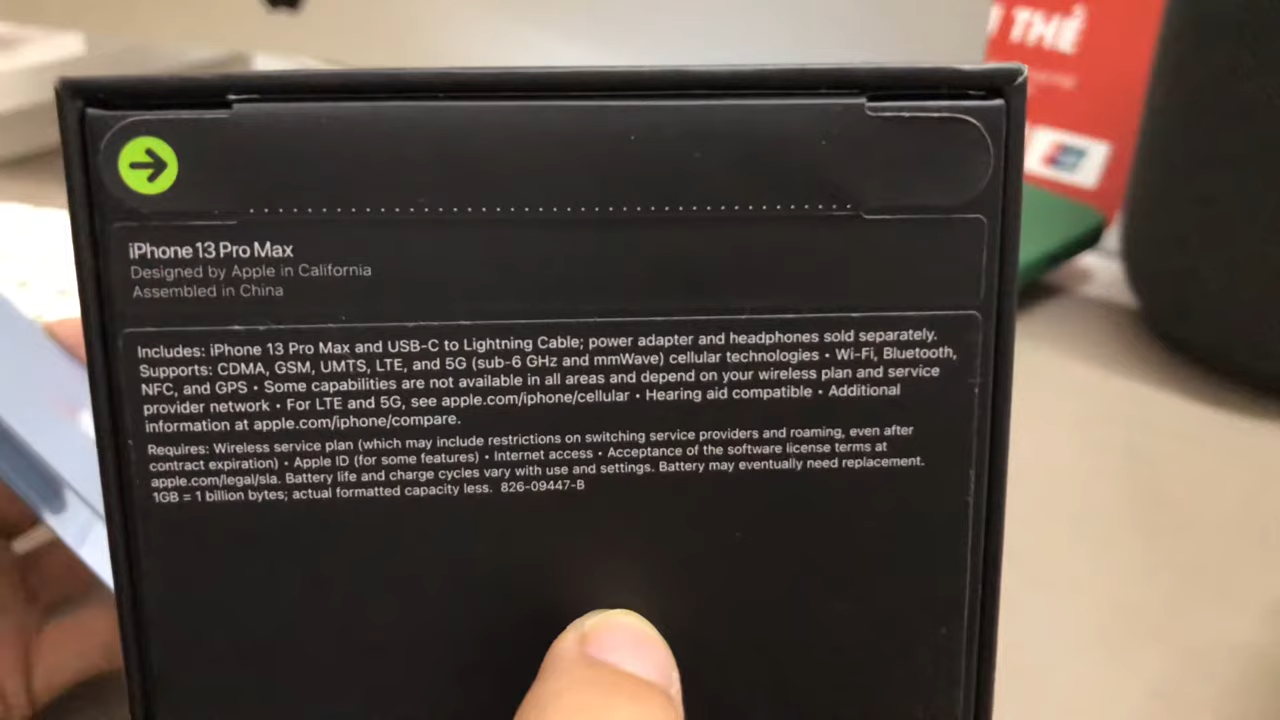 THẺ
iPhone 13 Pro Max
Designed by Apple in California
Assembled in China
Includes: iPhone 13 Pro Max and USB-C to Lightning Cable; power adapter and headphones sold separately.
Supports: CDMA, GSM, UMTS, LTE, and 5G (sub-6 GHz and mmWave) cellular technologies • Wi-Fi, Bluetooth,
NFC, and GPS • Some capabilities are not available in all areas and depend on your wireless plan and service
provider network • For LTE and 5G, see apple.com/iphone/cellular • Hearing aid compatible • Additional
information at apple.com/iphone/compare.
Requires: Wireless service plan (which may include restrictions on switching service providers and roaming, even after
contract expiration) • Apple ID (for some features) • Internet access • Acceptance of the software license terms at
apple.com/legal/sla. Battery life and charge cycles vary with use and settings. Battery may eventually need replacement.
1GB = 1 billion bytes; actual formatted capacity less. 826-09447-B